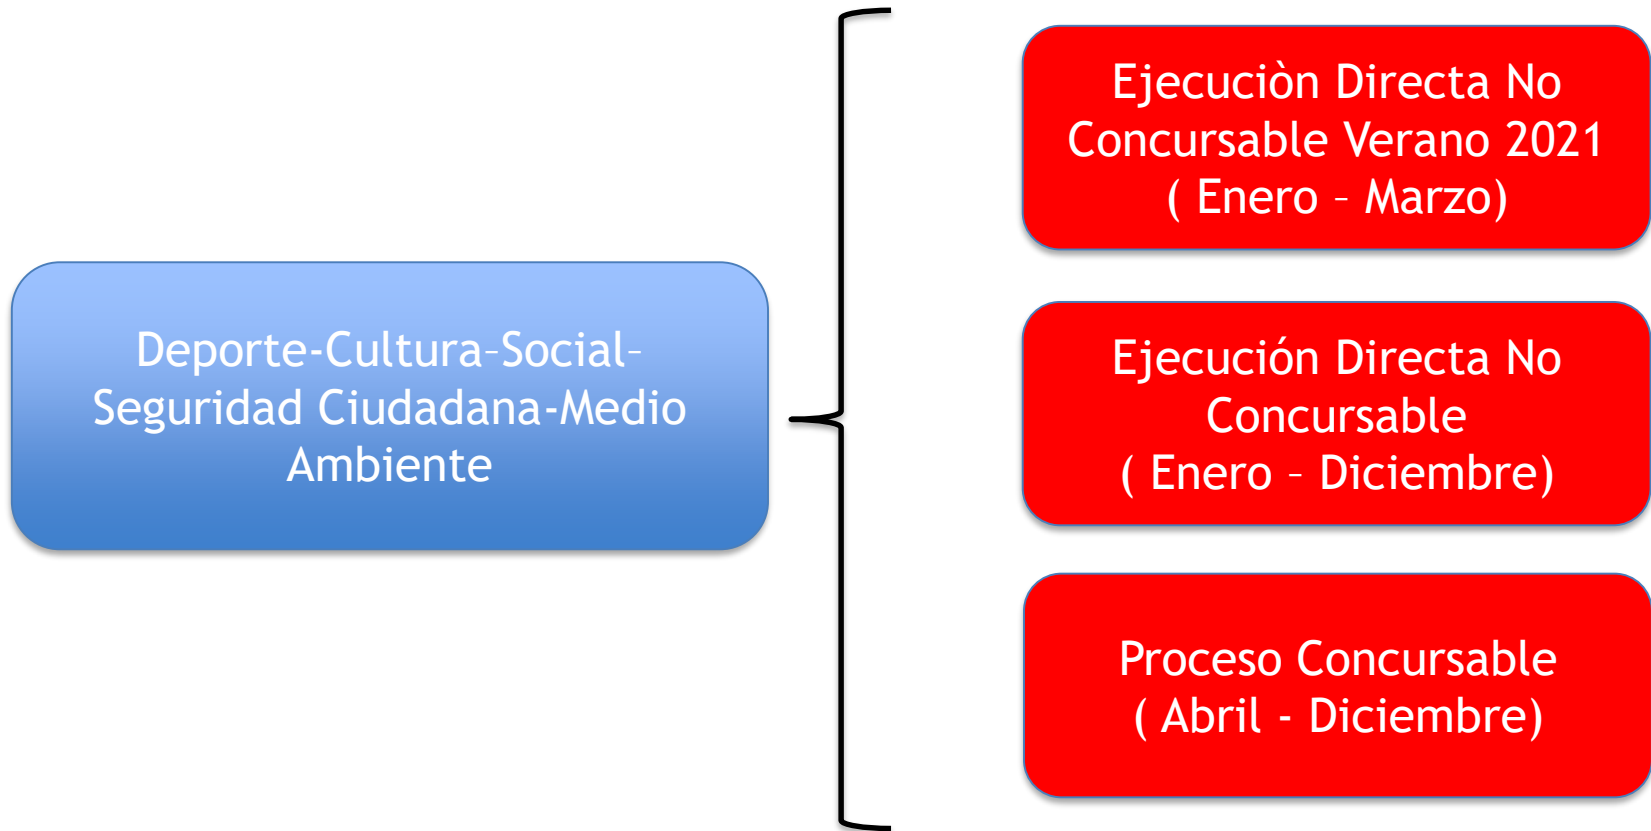 Deporte-Cultura–Social–
Seguridad Ciudadana-Medio
Ambiente
Ejecuciòn Directa No
Concursable Verano 2021
( Enero – Marzo)
Ejecución Directa No
Concursable
( Enero – Diciembre)
Proceso Concursable
( Abril - Diciembre)